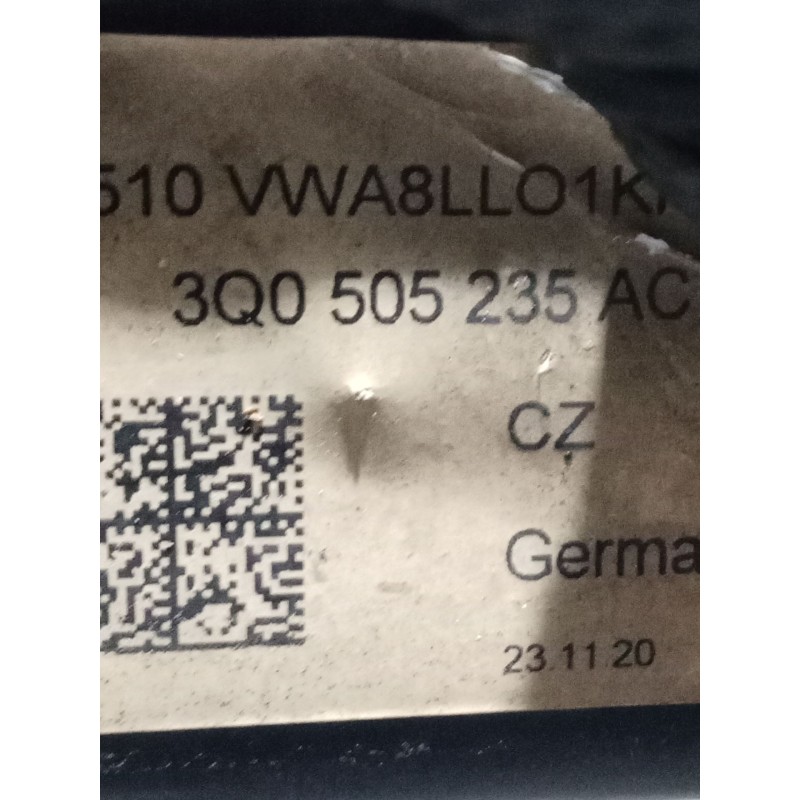 510 VWA8LLO1K
3Q0 505 235 AC
CZ
Germa
23.11.20